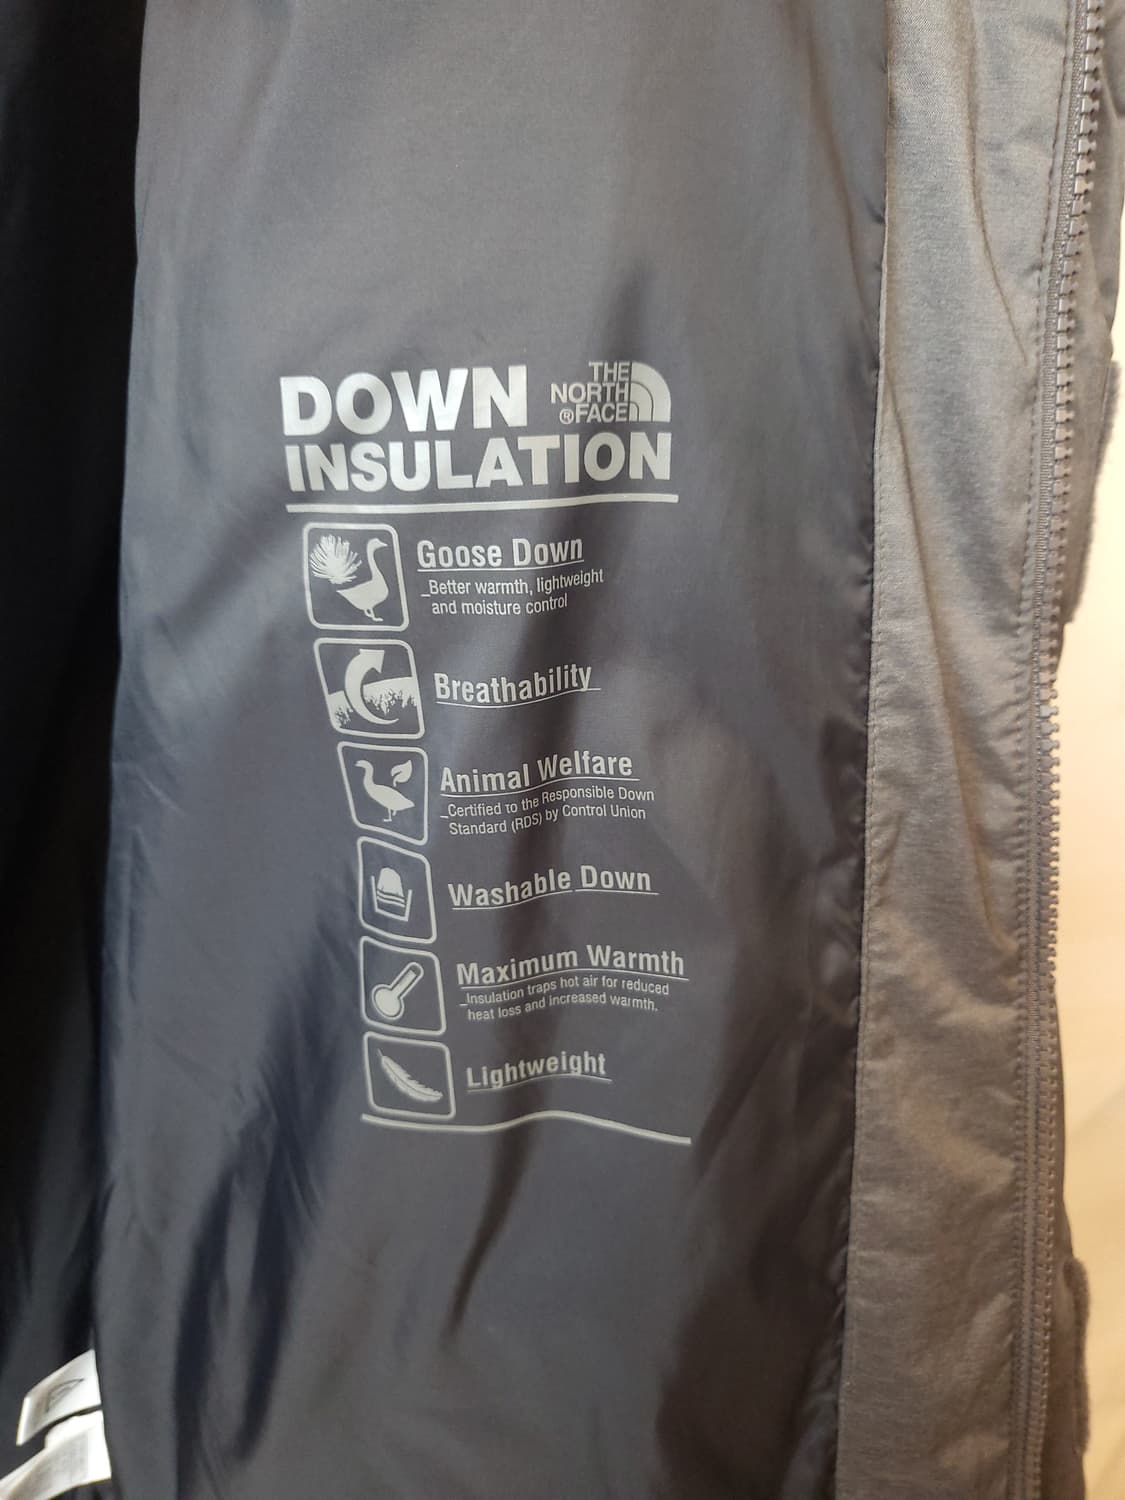 DOWN
THE
NORTH
®FACE
INSULATION
Goose Down
_Better warmth, lightweight
and moisture control
Breathability
Animal Welfare
_Certified to the Responsible Down
Standard (RDS) by Control Union
Washable Down
Maximum Warmth
_Insulation traps hot air for reduced
heat loss and increased warmth.
Lightweight